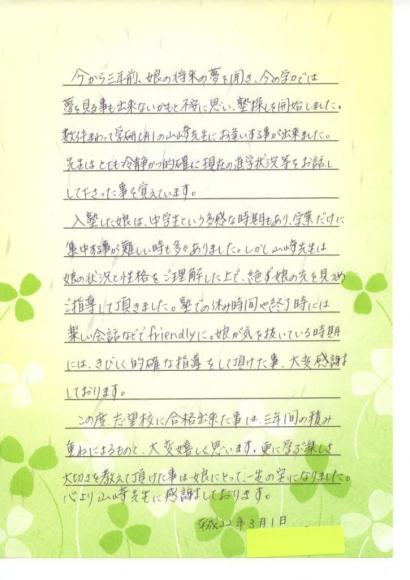 今から三年前、娘の将来の夢を聞き、今の学力では
夢を見る事も出来ないかもと不安に思い、塾探しを開始しました。
数件まわって学研CAIの山崎先生にお会いする事が出来ました。
先生はとても冷静かつ的確に現在の進学状況等をお話し
して下さった事を覚えています。
入塾した娘は、中学生という多感な時期もあり、学業だけに
集中する事が難しい時も多々ありました。しかし山崎先生は
娘の状況と性格をご理解した上で、絶えず娘の先を見つめ
ご指導して頂きました。塾での休み時間や終了時には
楽しい会話などでfriendlyに。娘が気を抜いている時期
には、きびしく的確な指導をして頂けた事、大変感謝
しております。
この度、志望校に合格出来た事は、三年間の積み
重ねによるもので、大変嬉しく思います。更に学ぶ楽しさ
大切さを教えて頂けた事は娘にとって、一生の宝になりました。
心より山崎先生に感謝しております。
平成22年3月1日